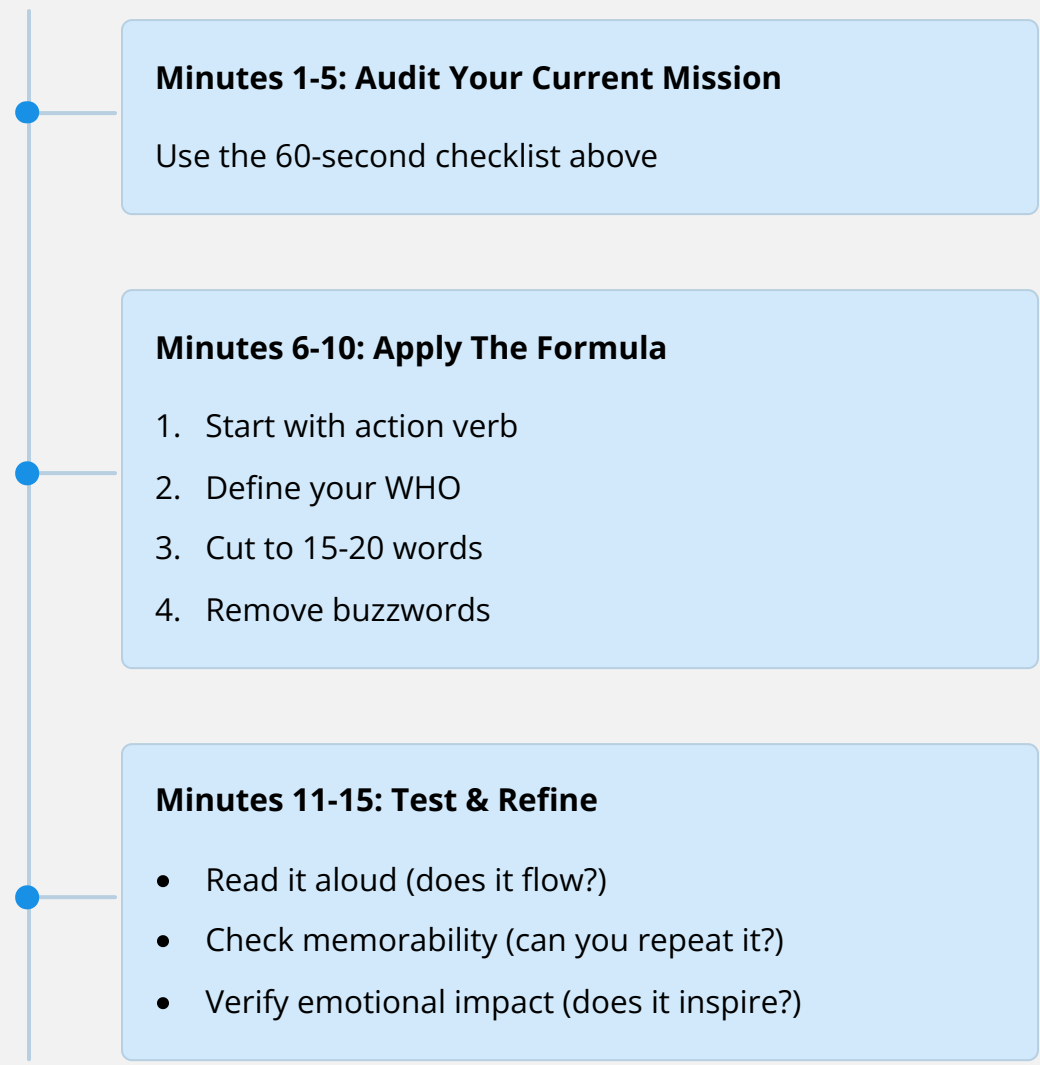 Minutes 1-5: Audit Your Current Mission
Use the 60-second checklist above
Minutes 6-10: Apply The Formula
1. Start with action verb
2. Define your WHO
3. Cut to 15-20 words
4. Remove buzzwords
Minutes 11-15: Test & Refine
• Read it aloud (does it flow?)
• Check memorability (can you repeat it?)
• Verify emotional impact (does it inspire?)